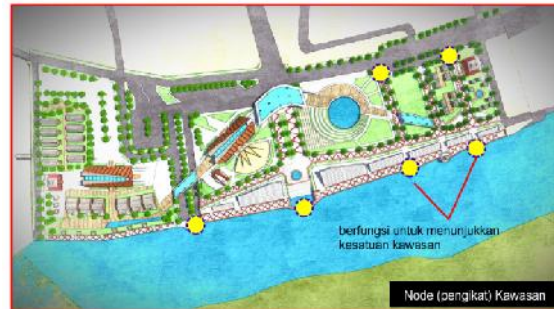 berfungsi untuk menunjukkan
kesatuan kawasan
Node (pengikat) Kawasan